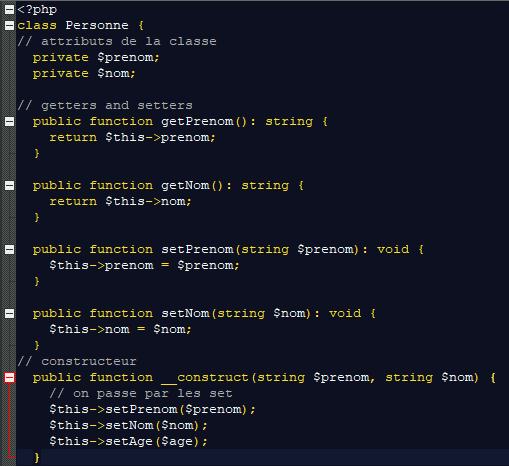 <?php
class Personne {
// attributs de la classe
  private $prenom;
  private $nom;

// getters and setters
  public function getPrenom(): string {
    return $this->prenom;
  }

  public function getNom(): string {
    return $this->nom;
  }

  public function setPrenom(string $prenom): void {
    $this->prenom = $prenom;
  }

  public function setNom(string $nom): void {
    $this->nom = $nom;
  }
// constructeur
  public function __construct(string $prenom, string $nom) {
    // on passe par les set
    $this->setPrenom($prenom);
    $this->setNom($nom);
    $this->setAge($age);
  }